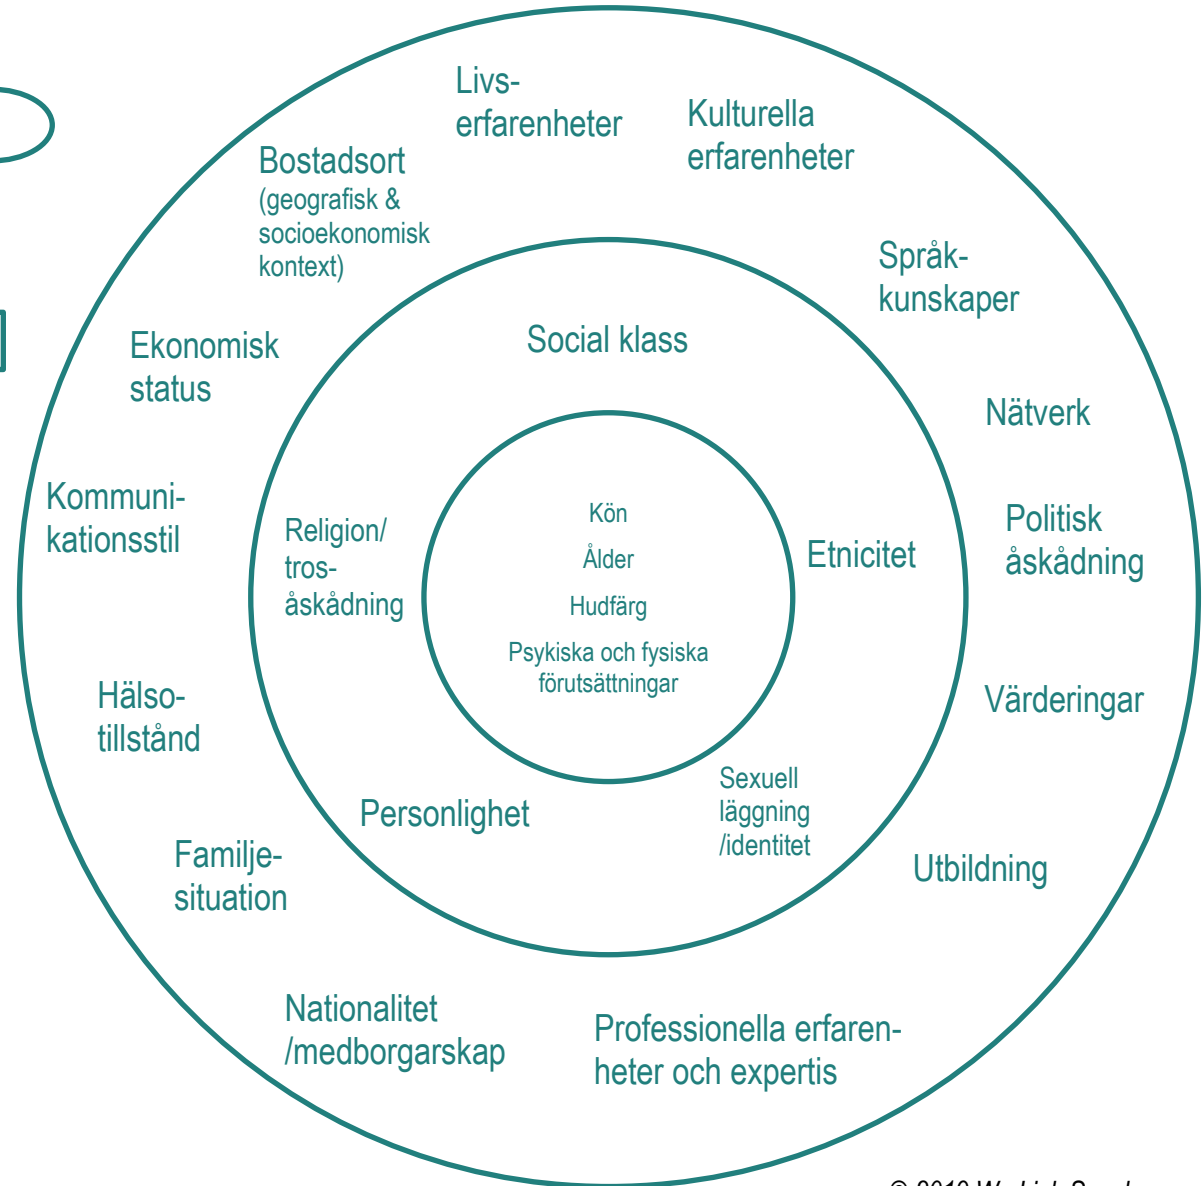 Livs-
erfarenheter
Kulturella
erfarenheter
Bostadsort
(geografisk &
socioekonomisk
kontext)
Språk-
kunskaper
Ekonomisk
status
Social klass
Nätverk
Kommuni-
kationsstil
Religion/
tros-
åskådning
Kön
Ålder
Hudfärg
Psykiska och fysiska
förutsättningar
Etnicitet
Politisk
åskådning
Hälso-
tillstånd
Värderingar
Personlighet
Sexuell
läggning
/identitet
Familje-
situation
Utbildning
Nationalitet
/medborgarskap
Professionella erfaren-
heter och expertis